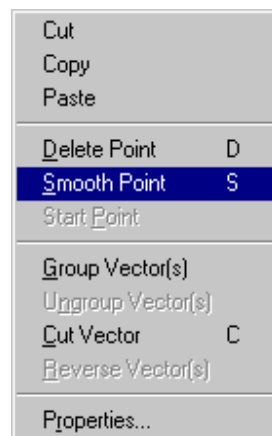 Cut
Copy
Paste
Delete Point D
Smooth Point S
Start Point
Group Vector(s)
Ungroup Vector(s)
Cut Vector C
Reverse Vector(s)
Properties...